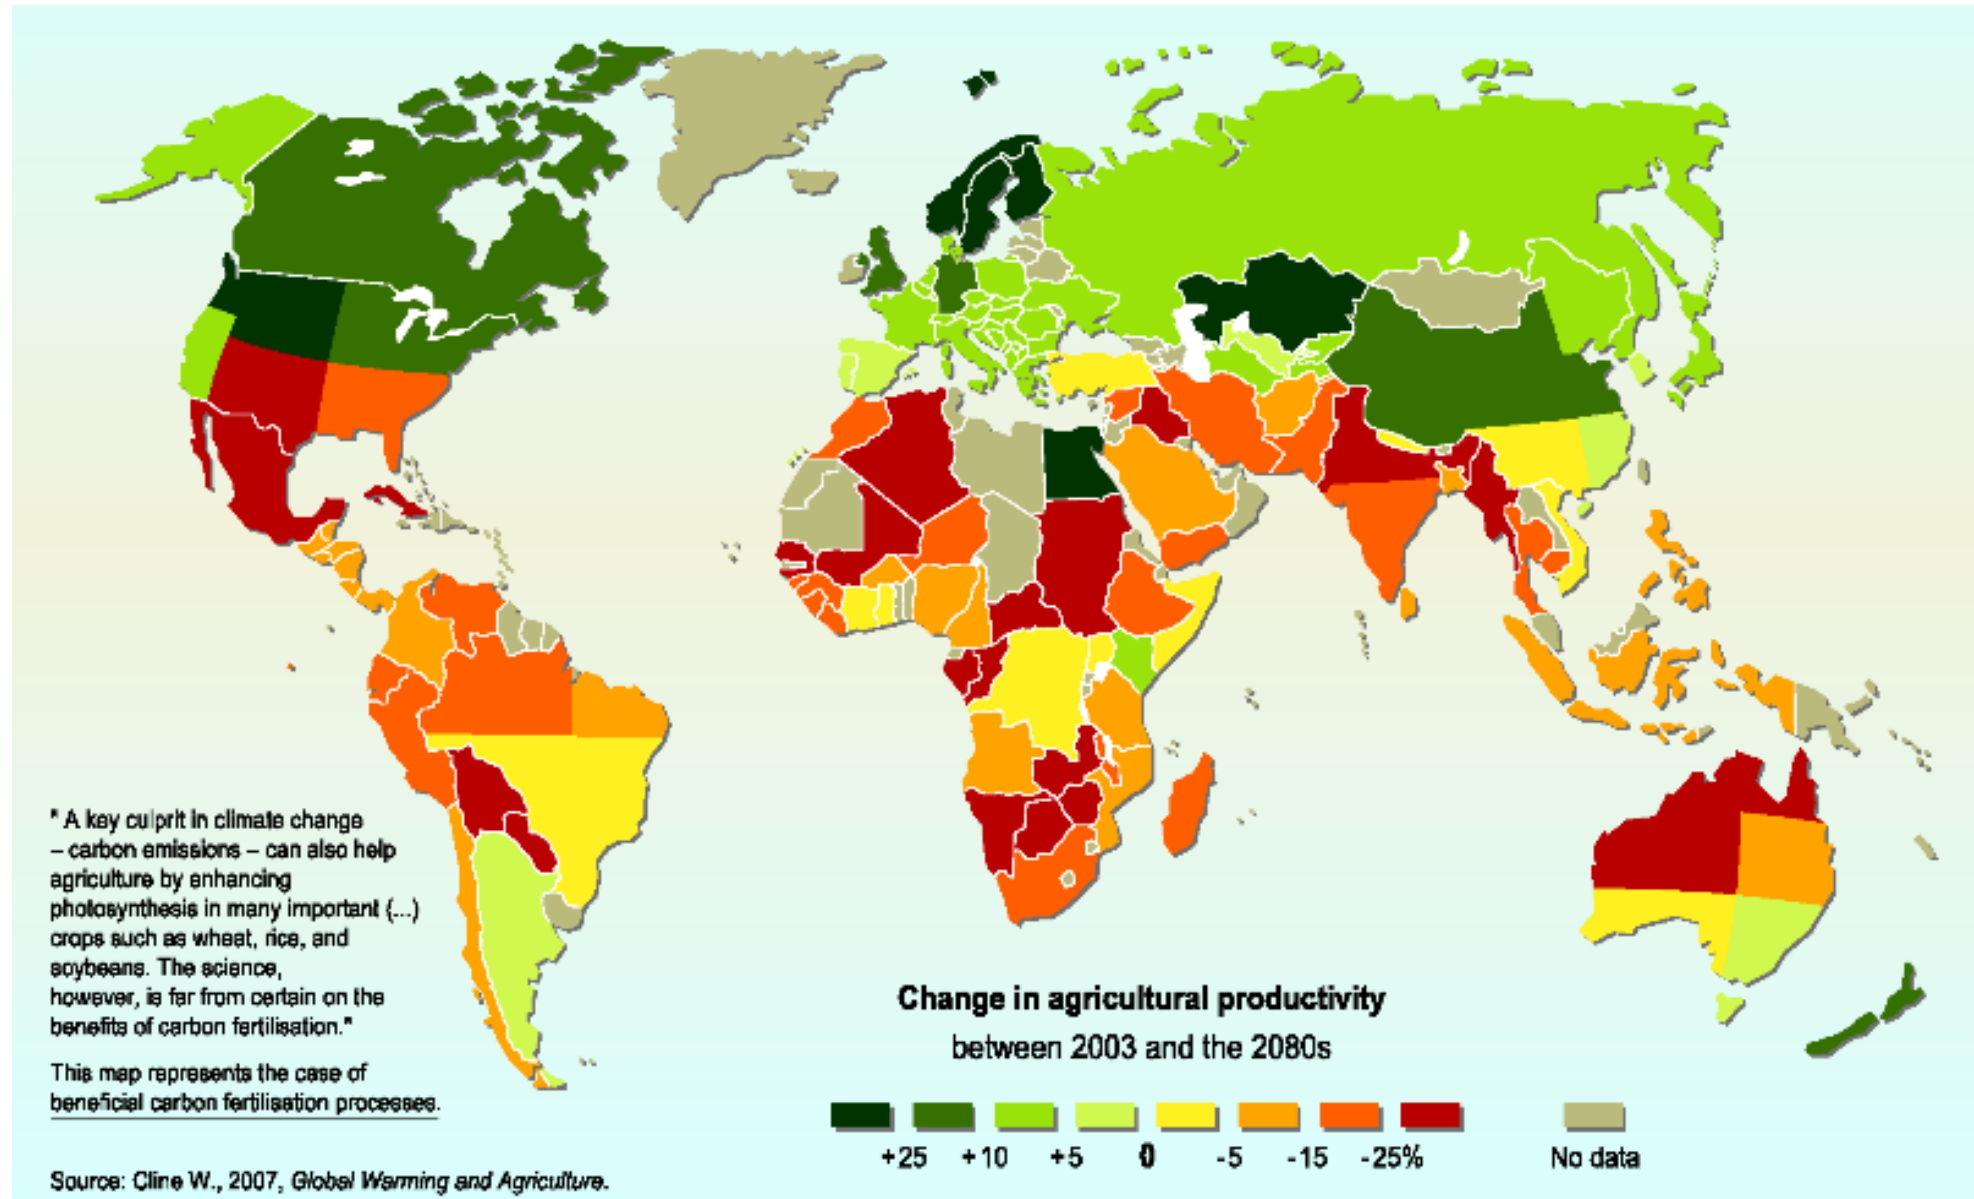 " A key culprit in climate change
– carbon emissions – can also help
agriculture by enhancing
photosynthesis in many important (...)
crops such as wheat, rice, and
soybeans. The science,
however, is far from certain on the
benefits of carbon fertilisation."
This map represents the case of
beneficial carbon fertilisation processes.
Source: Cline W., 2007, Global Warming and Agriculture.
Change in agricultural productivity
between 2003 and the 2080s
+25 +10 +5 0 -5 -15 -25% No data